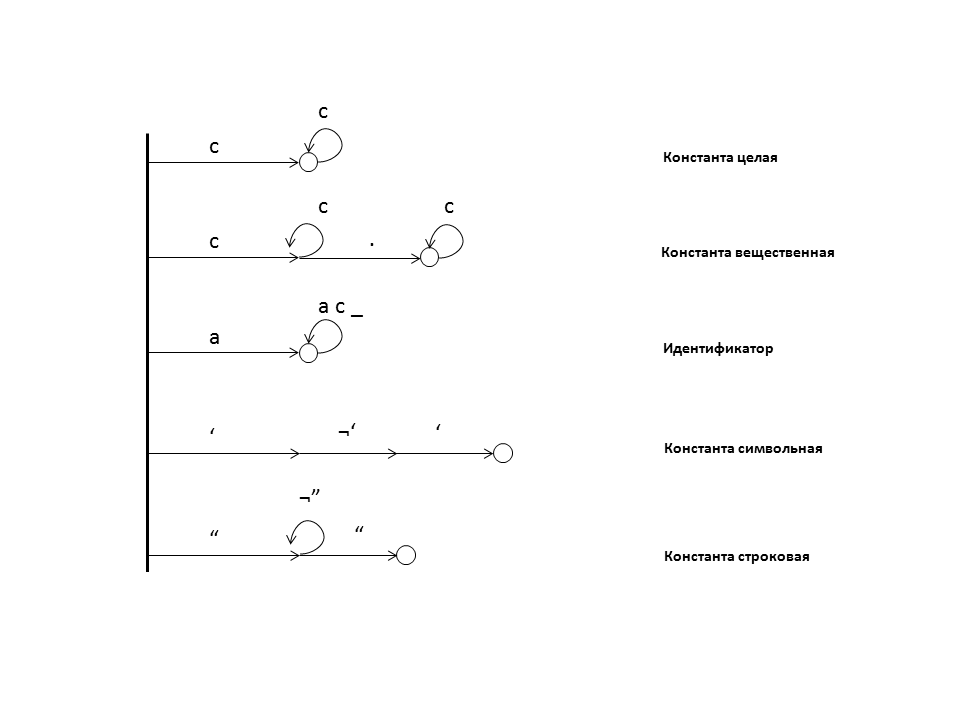 с
с
Константа целая
с
с
с
.
Константа вещественная
а с _
а
Идентификатор
‘
¬‘
‘
Константа символьная
¬”
“
“
Константа строковая